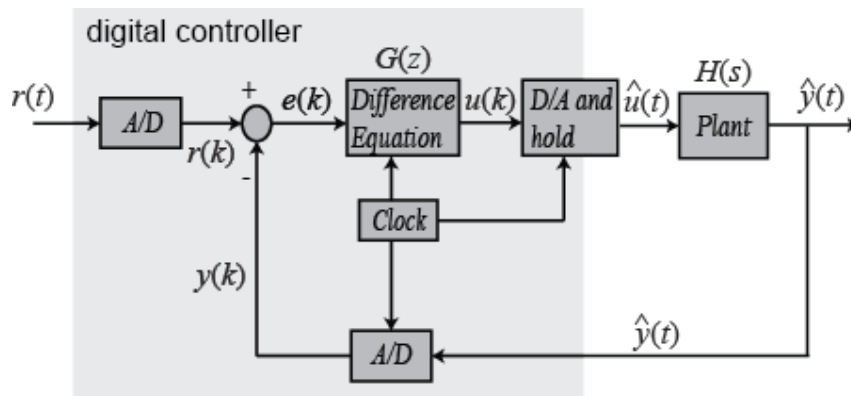 digital controller
G(z)
H(s)
r(t)
A/D
+
e(k)
Difference
Equation
u(k)
D/A and
hold
û(t)
Plant
ŷ(t)
r(k)
-
Clock
y(k)
A/D
ŷ(t)